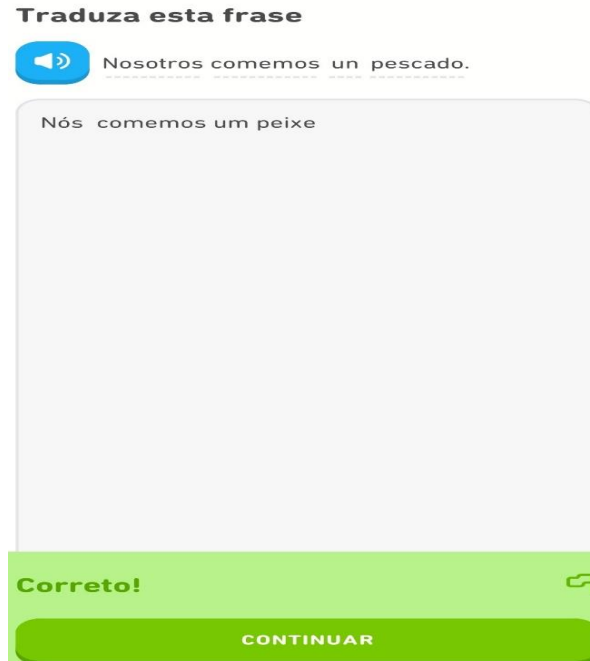 Traduza esta frase
Nosotros comemos un pescado.
Nós comemos um peixe
Correto!
CONTINUAR